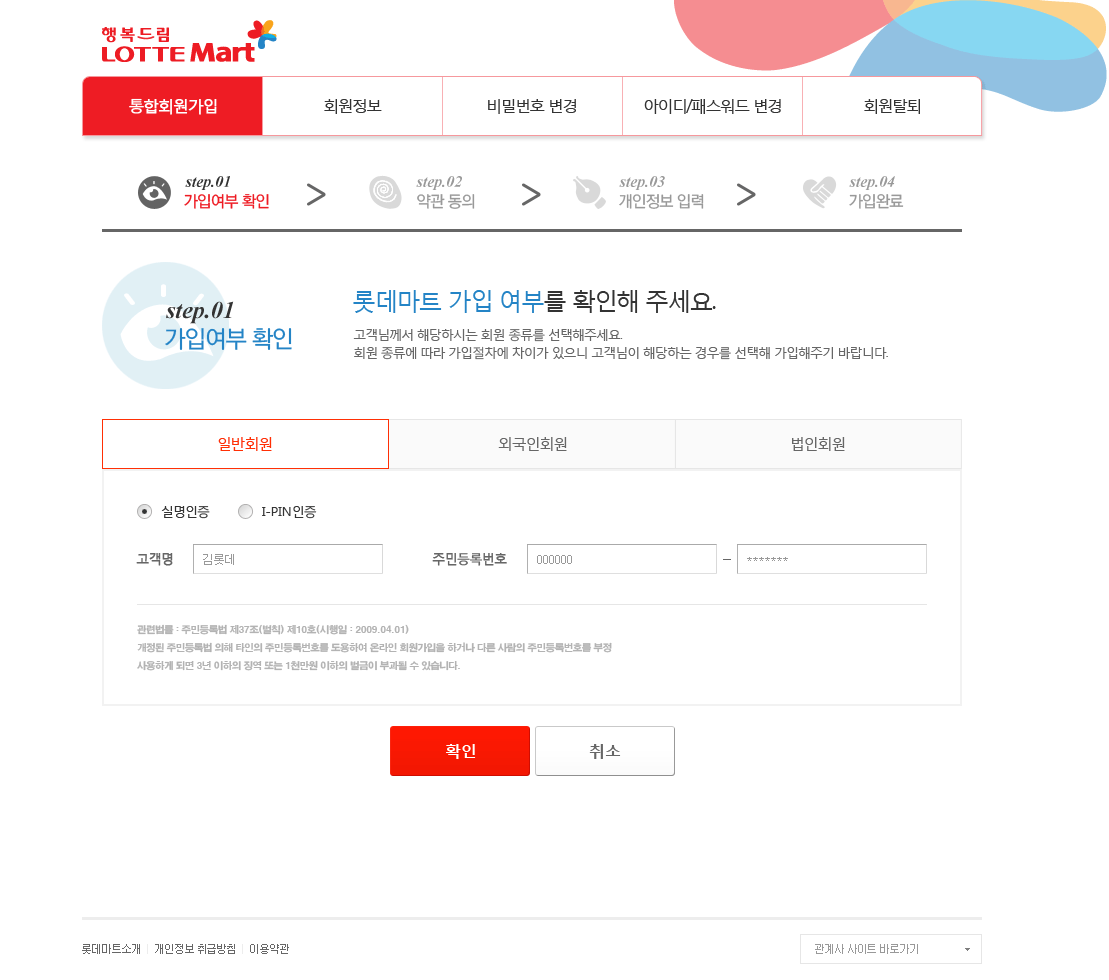 행복드림
LOTTE Mart
통합회원가입 회원정보 비밀번호 변경 아이디/패스워드 변경 회원탈퇴
step.01 step.02 step.03 step.04
가입여부 확인 > 약관 동의 > 개인정보 입력 > 가입완료
step.01
가입여부 확인
롯데마트 가입 여부를 확인해 주세요.
고객님께서 해당하시는 회원 종류를 선택해주세요.
회원 종류에 따라 가입절차에 차이가 있으니 고객님이 해당하는 경우를 선택해 가입해주기 바랍니다.
일반회원 외국인회원 법인회원
실명인증 I-PIN인증
고객명 김롯데 주민등록번호 000000 – *******
관련법률 : 주민등록법 제37조(벌칙) 제10호(시행일 : 2009.04.01)
개정된 주민등록법 의해 타인의 주민등록번호를 도용하여 온라인 회원가입을 하거나 다른 사람의 주민등록번호를 부정
사용하게 되면 3년 이하의 징역 또는 1천만원 이하의 벌금이 부과될 수 있습니다.
확인 취소
롯데마트소개 개인정보 취급방침 이용약관 관계사 사이트 바로가기